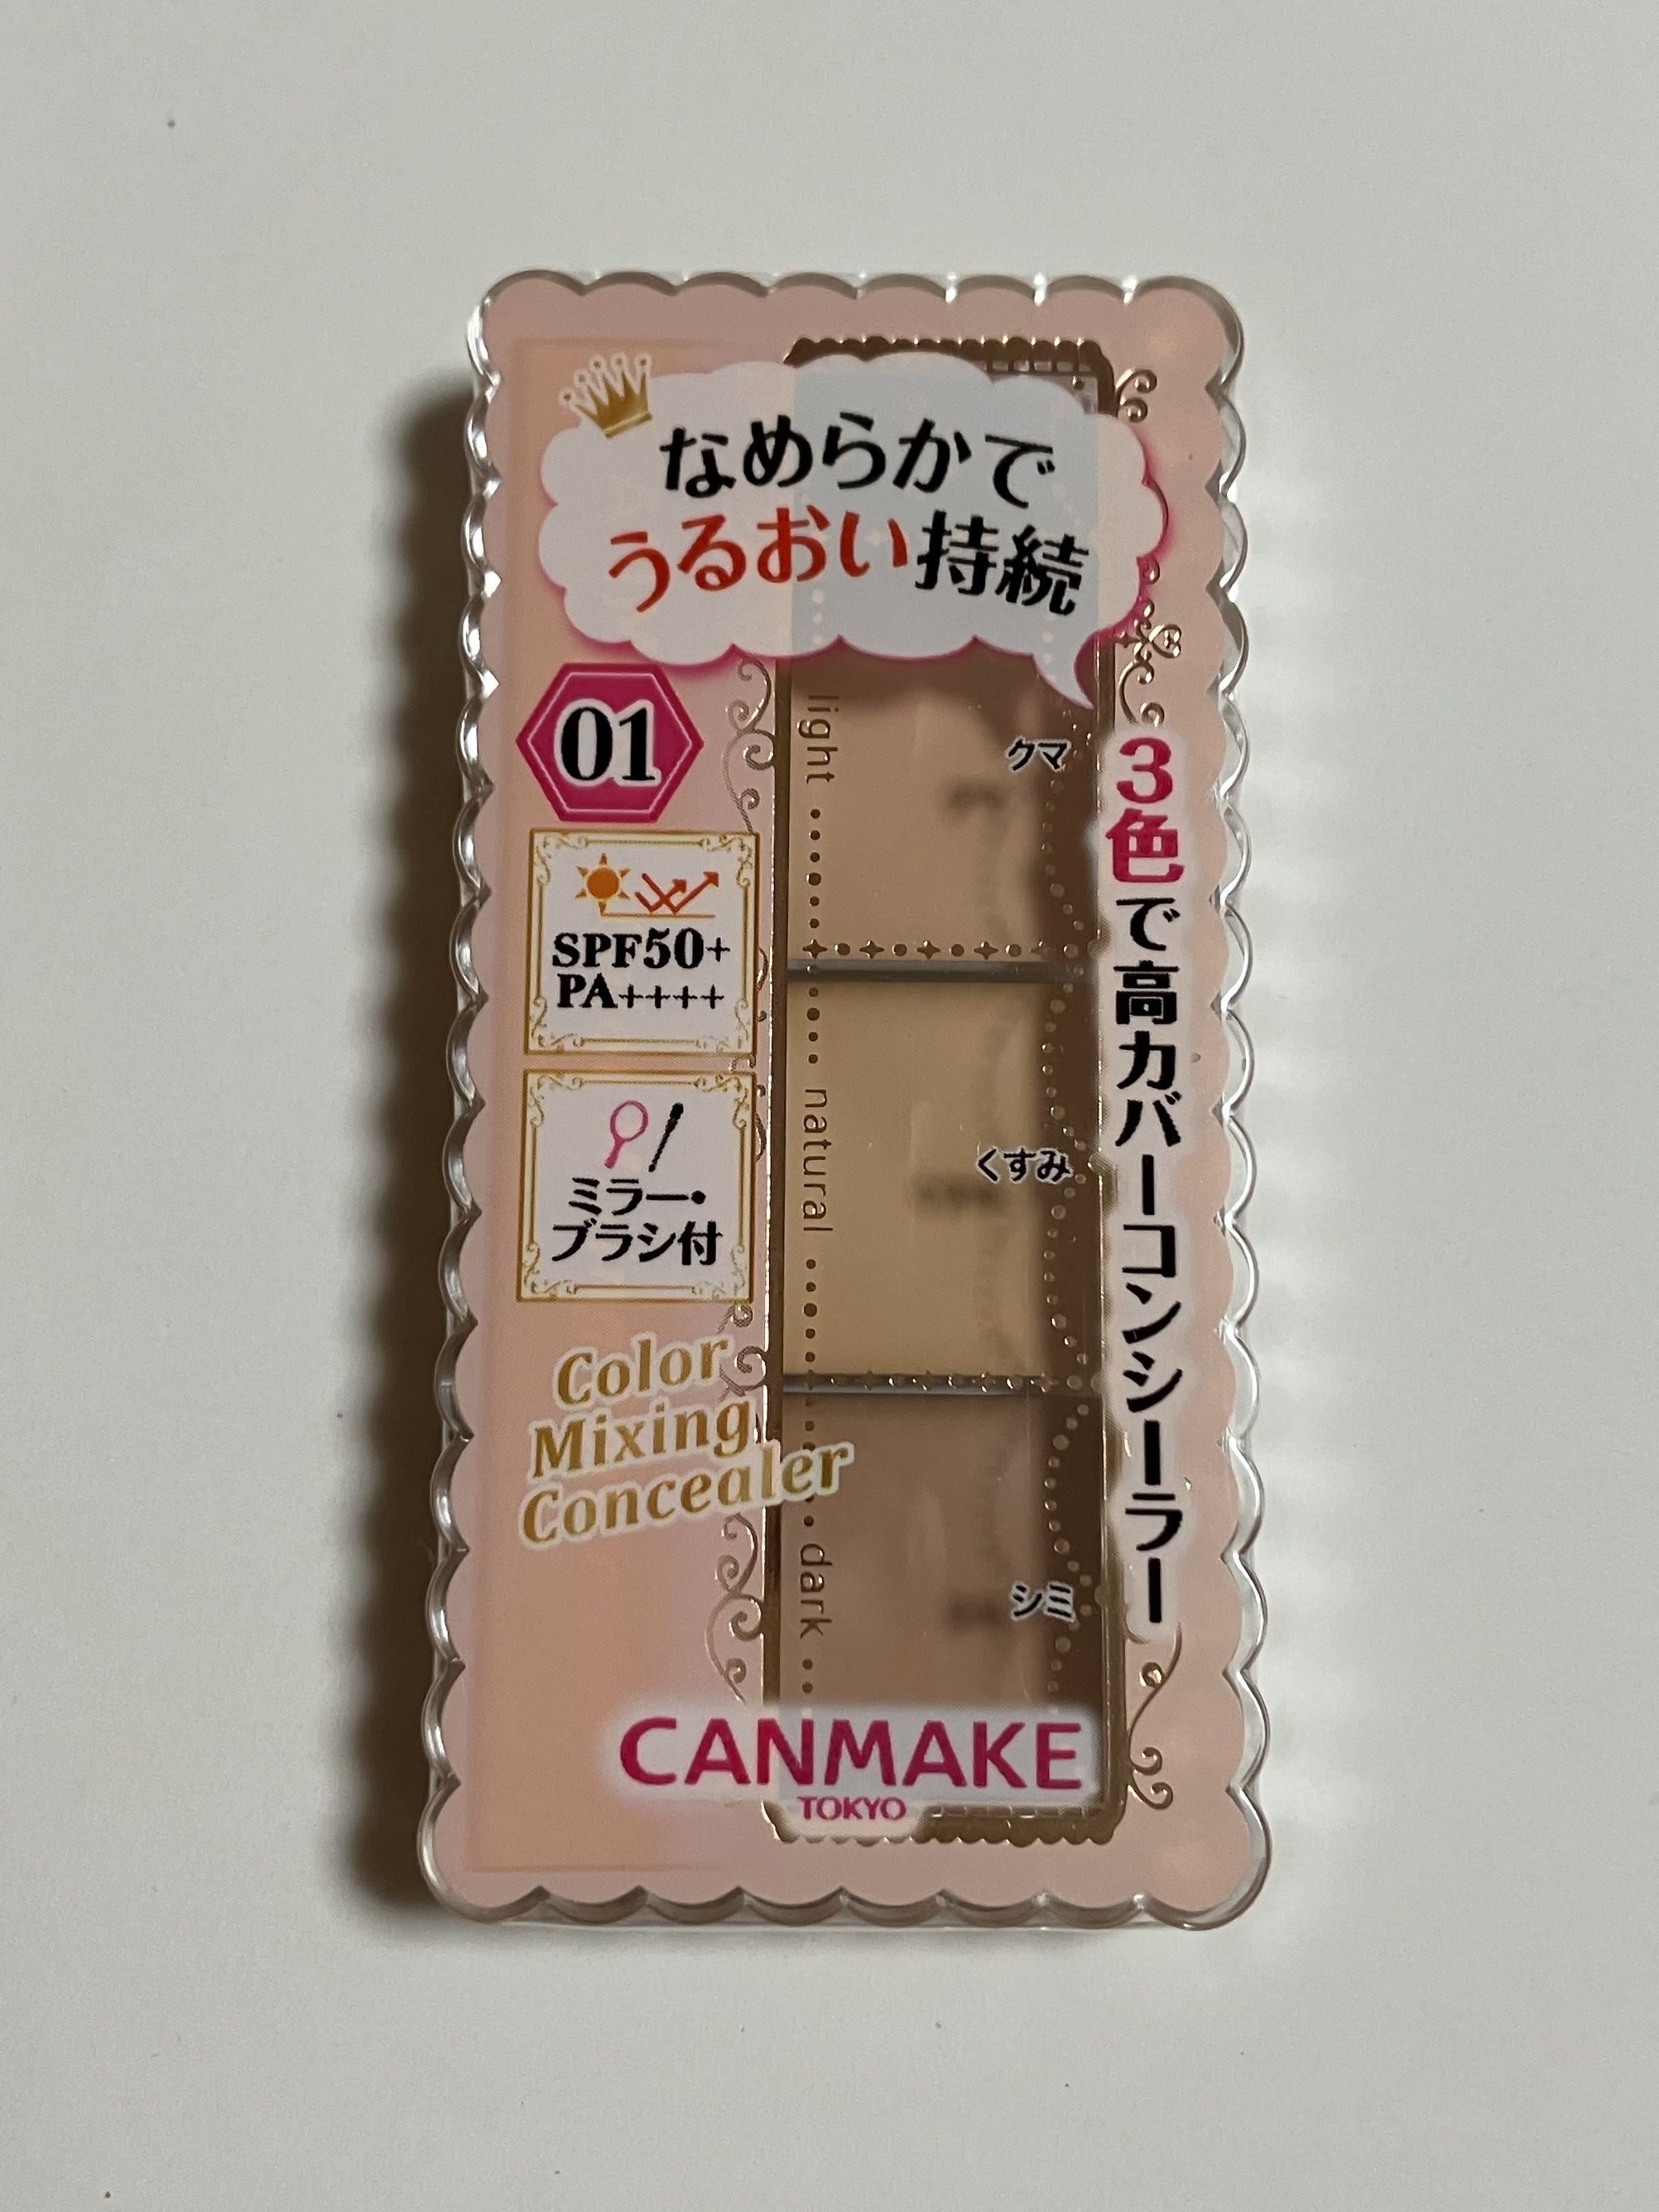 なめらかで
うるおい持続
01
SPF50+
PA++++
ミラー・
ブラシ付
Color
Mixing
Concealer
light
クマ
natural
くすみ
dark
シミ
3色で高カバーコンシーラー
CANMAKE
TOKYO